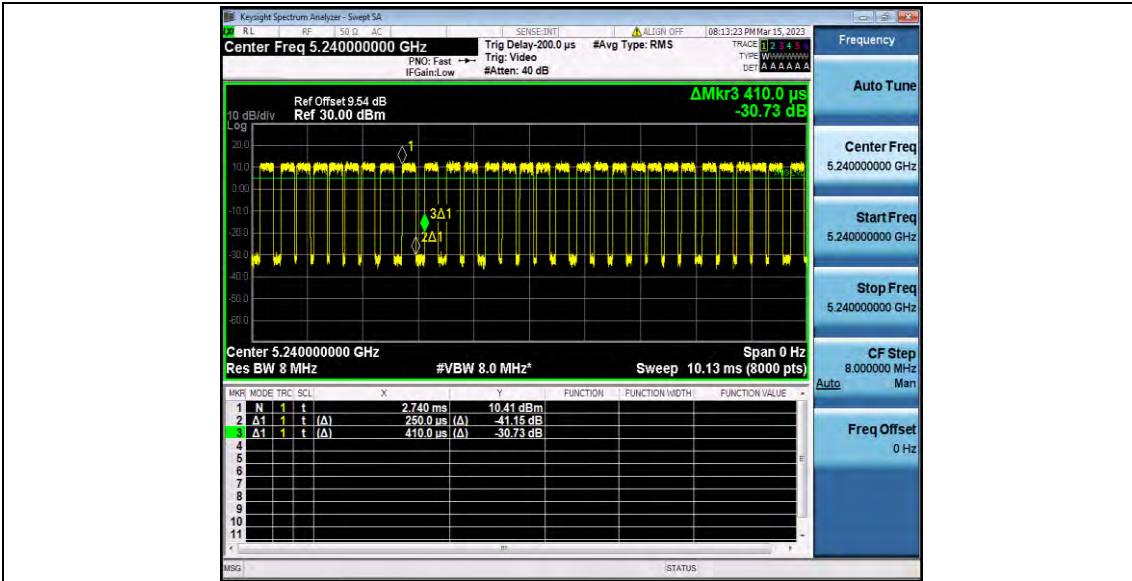 Keysight Spectrum Analyzer - Swept SA
RL RF 50 Ω AC SENSE:INT ALIGN OFF 08:13:23 PM Mar 15, 2023
Center Freq 5.240000000 GHz Trig Delay-200.0 µs #Avg Type: RMS TRACE 1 2 3 4 5 6
PNO: Fast Trig: Video TYPE WWWWWW
IFGain:Low #Atten: 40 dB DET A A A A A A
ΔMkr3 410.0 µs
-30.73 dB
Ref Offset 9.54 dB
10 dB/div Ref 30.00 dBm
Log
20.0
10.0
0.00
-10.0
-20.0
-30.0
-40.0
-50.0
-60.0
1
3Δ1
2Δ1
Center 5.240000000 GHz Span 0 Hz
Res BW 8 MHz #VBW 8.0 MHz* Sweep 10.13 ms (8000 pts)
MKR MODE TRC SCL X Y FUNCTION FUNCTION WIDTH FUNCTION VALUE
1 N 1 t 2.740 ms 10.41 dBm
2 Δ1 1 t (Δ) 250.0 µs (Δ) -41.15 dB
3 Δ1 1 t (Δ) 410.0 µs (Δ) -30.73 dB
4
5
6
7
8
9
10
11
MSG STATUS
Frequency
Auto Tune
Center Freq
5.240000000 GHz
Start Freq
5.240000000 GHz
Stop Freq
5.240000000 GHz
CF Step
8.000000 MHz
Auto Man
Freq Offset
0 Hz